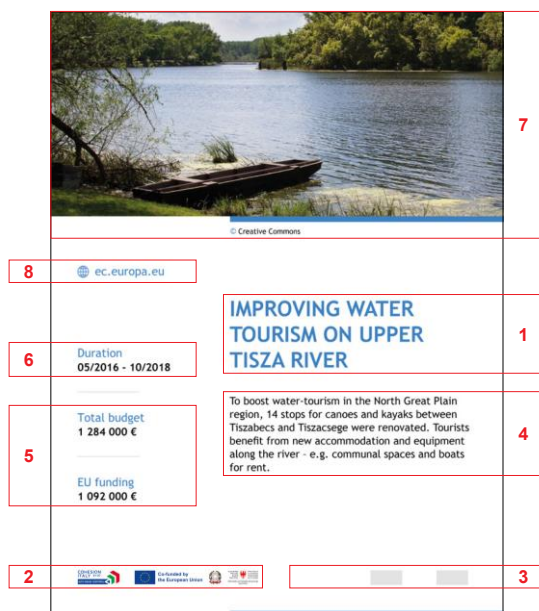 7
© Creative Commons
8
ec.europa.eu
IMPROVING WATER
TOURISM ON UPPER
TISZA RIVER
1
6
Duration
05/2016 - 10/2018
To boost water-tourism in the North Great Plain
region, 14 stops for canoes and kayaks between
Tiszabecs and Tiszacsege were renovated. Tourists
benefit from new accommodation and equipment
along the river - e.g. communal spaces and boats
for rent.
4
5
Total budget
1 284 000 €
EU funding
1 092 000 €
2
Co-funded by
the European Union
3